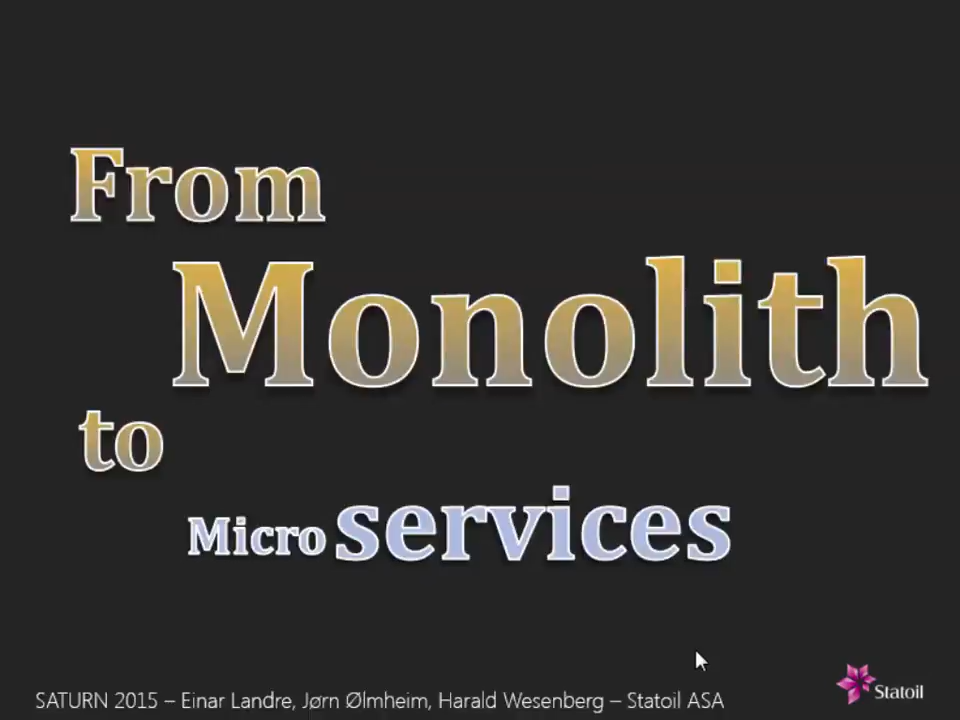 From
Monolith
to
Micro services
SATURN 2015 – Einar Landre, Jørn Ølmheim, Harald Wesenberg – Statoil ASA
Statoil